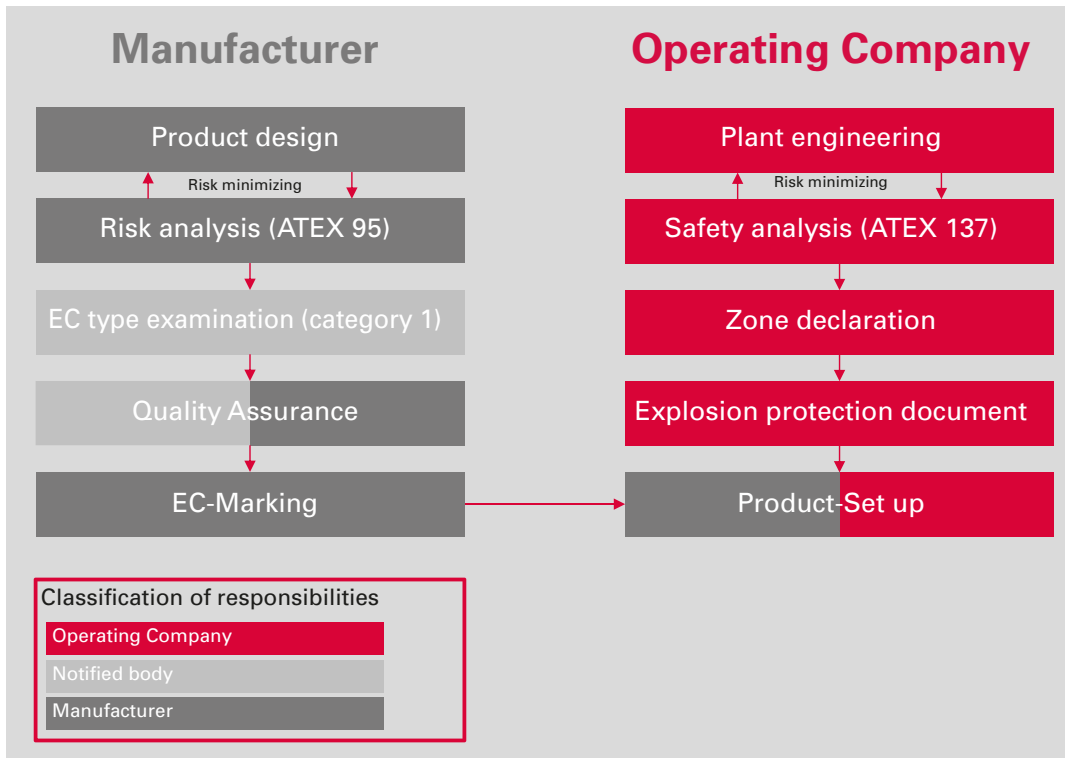 Manufacturer
Product design
Risk minimizing
Risk analysis (ATEX 95)
EC type examination (category 1)
Quality Assurance
EC-Marking
Operating Company
Plant engineering
Risk minimizing
Safety analysis (ATEX 137)
Zone declaration
Explosion protection document
Product-Set up
Classification of responsibilities
Operating Company
Notified body
Manufacturer